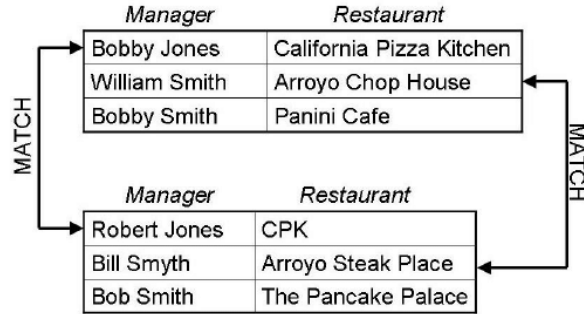 Manager Restaurant
Bobby Jones California Pizza Kitchen
William Smith Arroyo Chop House
Bobby Smith Panini Cafe
MATCH
MATCH
Manager Restaurant
Robert Jones CPK
Bill Smyth Arroyo Steak Place
Bob Smith The Pancake Palace